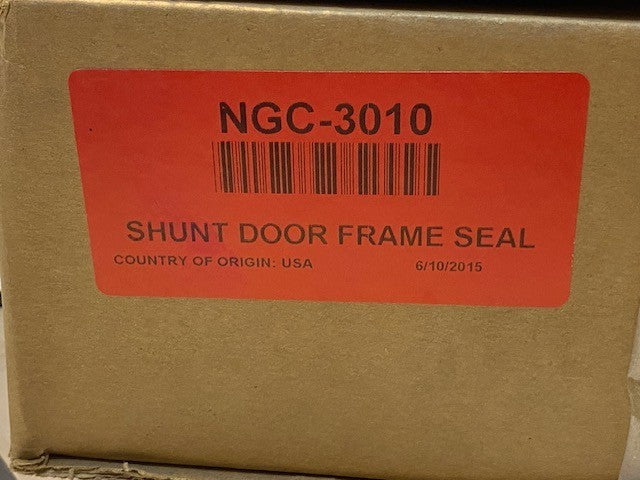 NGC-3010
SHUNT DOOR FRAME SEAL
COUNTRY OF ORIGIN: USA 6/10/2015